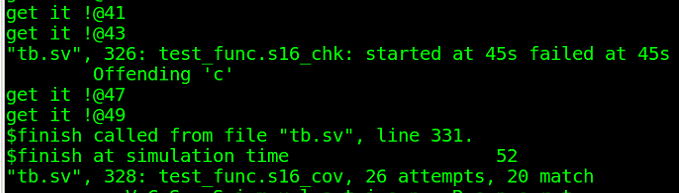 get it !@41
get it !@43
"tb.sv", 326: test_func.s16_chk: started at 45s failed at 45s
Offending 'c'
get it !@47
get it !@49
$finish called from file "tb.sv", line 331.
$finish at simulation time 52
"tb.sv", 328: test_func.s16_cov, 26 attempts, 20 match